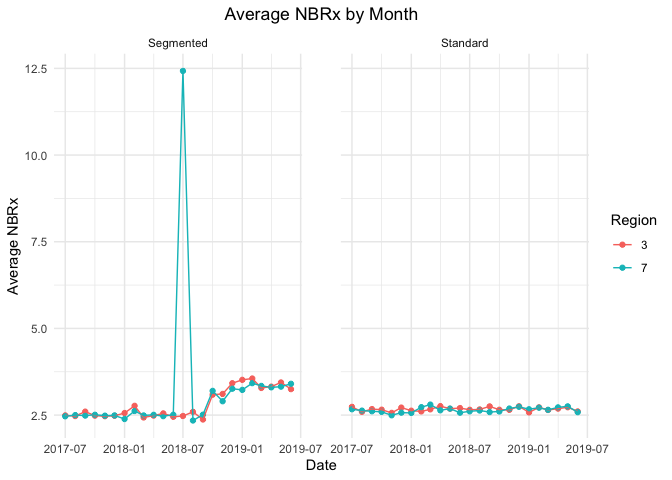 Average NBRx by Month
Segmented
Standard
Average NBRx
12.5
10.0
7.5
5.0
2.5
2017-07
2018-01
2018-07
2019-01
2019-07
2017-07
2018-01
2018-07
2019-01
2019-07
Date
Region
3
7